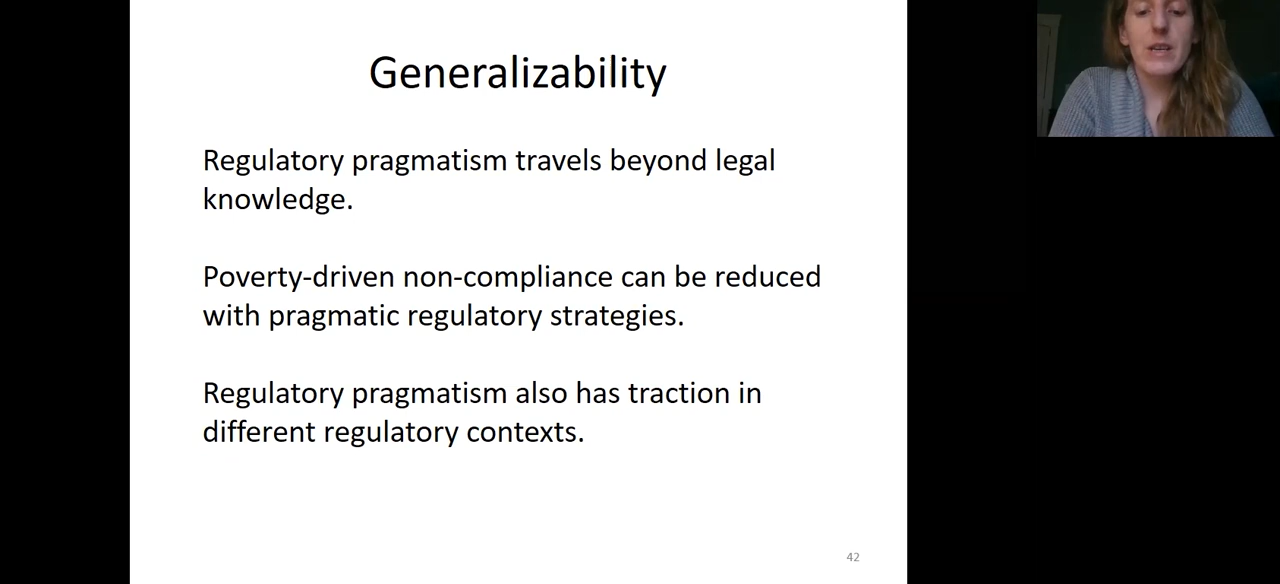 Generalizability
Regulatory pragmatism travels beyond legal
knowledge.
Poverty-driven non-compliance can be reduced
with pragmatic regulatory strategies.
Regulatory pragmatism also has traction in
different regulatory contexts.
42